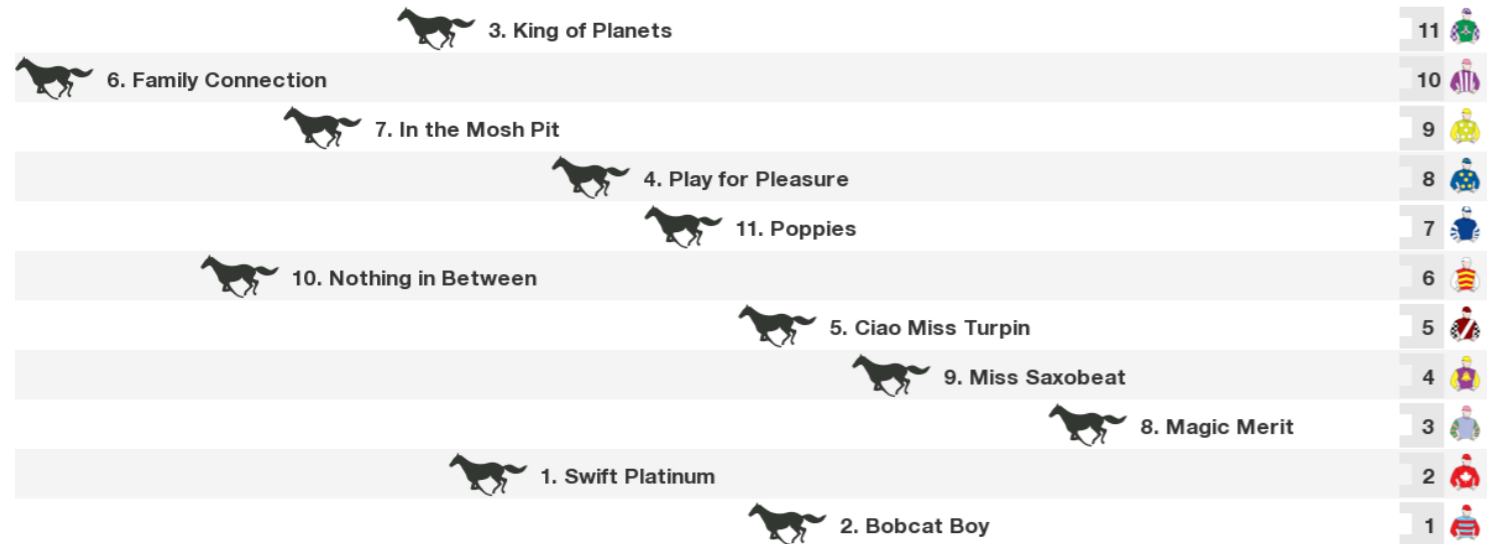 3. King of Planets 11
6. Family Connection 10
7. In the Mosh Pit 9
4. Play for Pleasure 8
11. Poppies 7
10. Nothing in Between 6
5. Ciao Miss Turpin 5
9. Miss Saxobeat 4
8. Magic Merit 3
1. Swift Platinum 2
2. Bobcat Boy 1